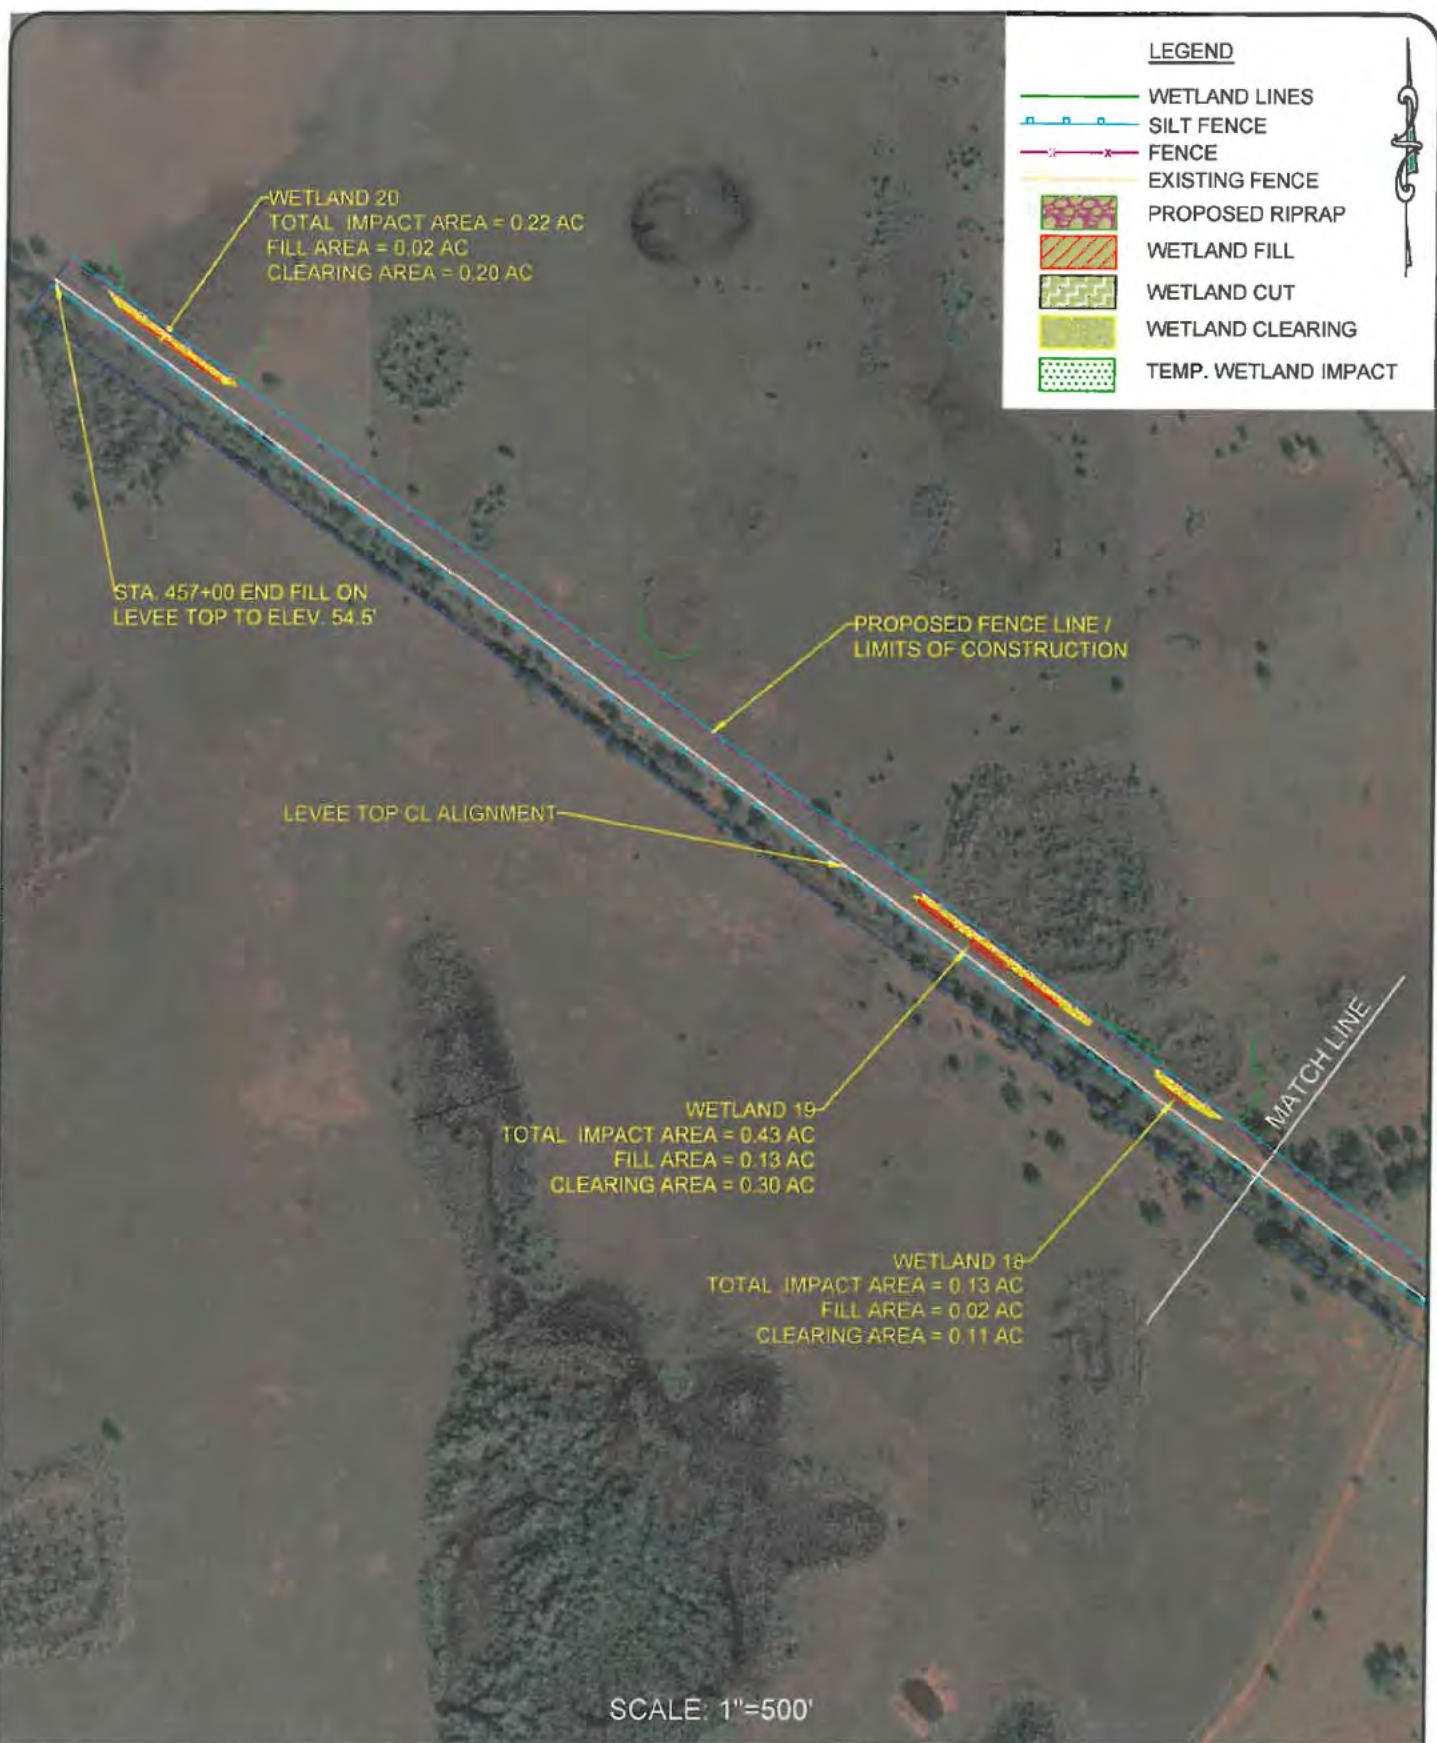 LEGEND
WETLAND LINES
SILT FENCE
FENCE
EXISTING FENCE
PROPOSED RIPRAP
WETLAND FILL
WETLAND CUT
WETLAND CLEARING
TEMP. WETLAND IMPACT
WETLAND 20
TOTAL IMPACT AREA = 0.22 AC
FILL AREA = 0.02 AC
CLEARING AREA = 0.20 AC
STA. 457+00 END FILL ON
LEVEE TOP TO ELEV. 54.5'
PROPOSED FENCE LINE /
LIMITS OF CONSTRUCTION
LEVEE TOP CL ALIGNMENT
MATCH LINE
WETLAND 19
TOTAL IMPACT AREA = 0.43 AC
FILL AREA = 0.13 AC
CLEARING AREA = 0.30 AC
WETLAND 18
TOTAL IMPACT AREA = 0.13 AC
FILL AREA = 0.02 AC
CLEARING AREA = 0.11 AC
SCALE: 1"=500'